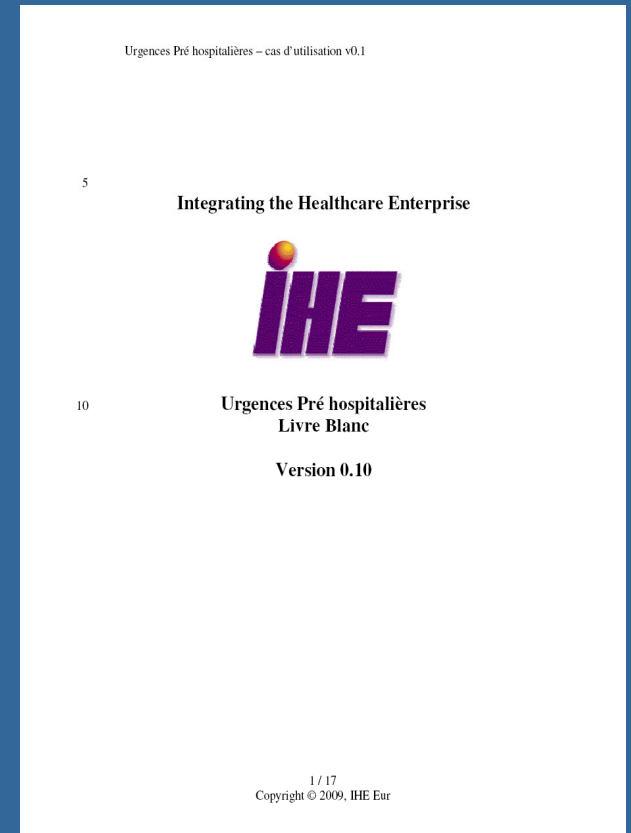 Urgences Pré hospitalières – cas d'utilisation v0.1
5
Integrating the Healthcare Enterprise
iHE
10
Urgences Pré hospitalières
Livre Blanc
Version 0.10
1 / 17
Copyright © 2009, IHE Eur